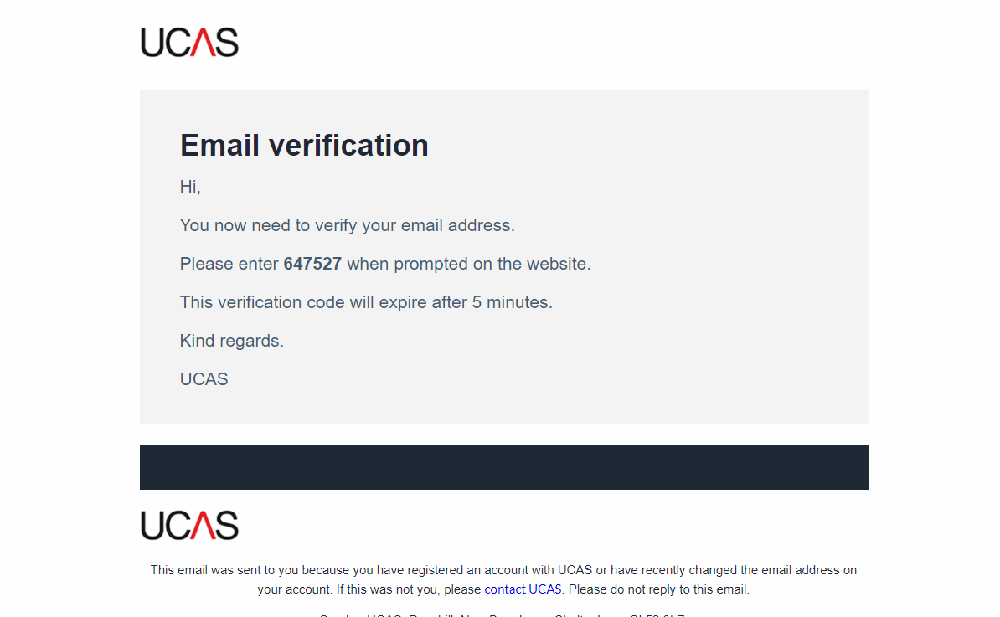 UCAS
Email verification
Hi,
You now need to verify your email address.
Please enter 647527 when prompted on the website.
This verification code will expire after 5 minutes.
Kind regards.
UCAS
UCAS
This email was sent to you because you have registered an account with UCAS or have recently changed the email address on
your account. If this was not you, please contact UCAS. Please do not reply to this email.